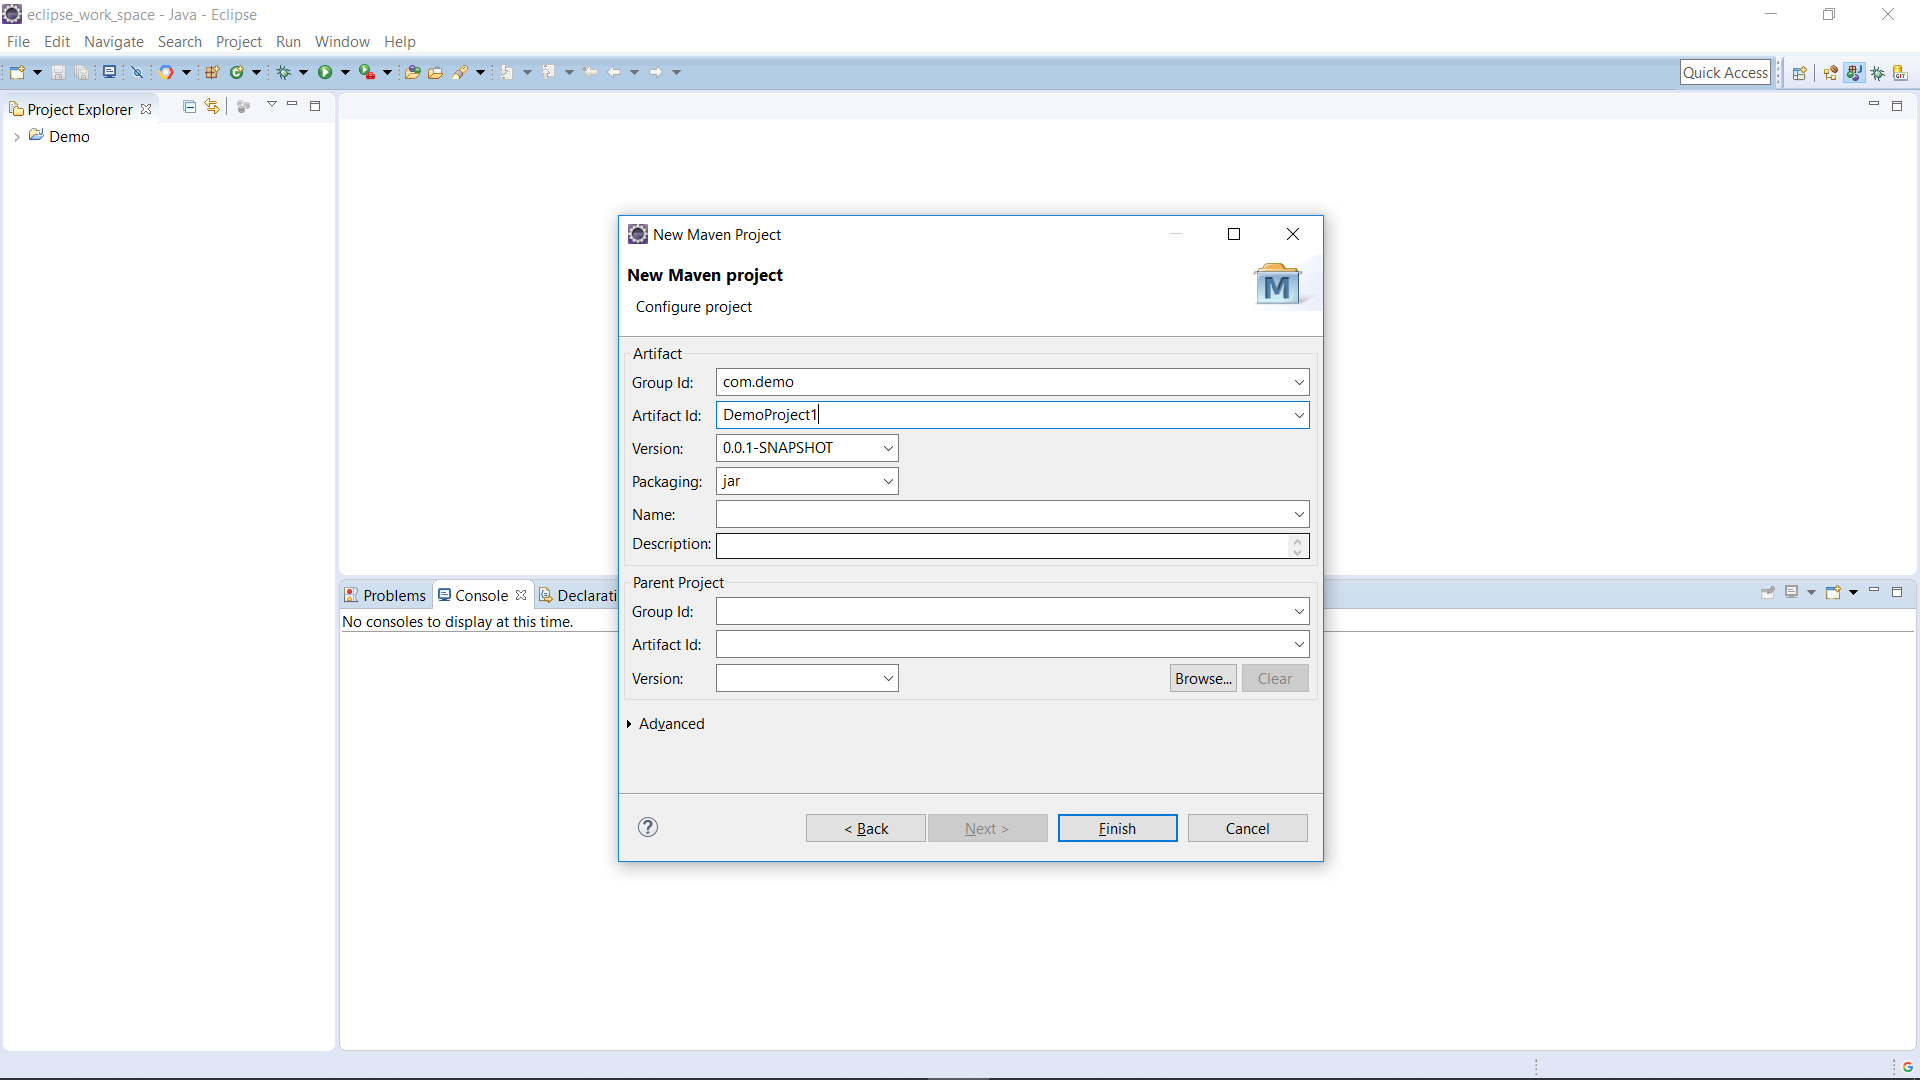 eclipse_work_space - Java - Eclipse
File Edit Navigate Search Project Run Window Help
Quick Access
Project Explorer
Demo
New Maven Project
New Maven project
Configure project
M
Artifact
Group Id: com.demo
Artifact Id: DemoProject1
Version: 0.0.1-SNAPSHOT
Packaging: jar
Name:
Description:
Parent Project
Group Id:
Artifact Id:
Version:
Browse... Clear
Advanced
< Back Next > Finish Cancel
Problems Console Declarati
No consoles to display at this time.